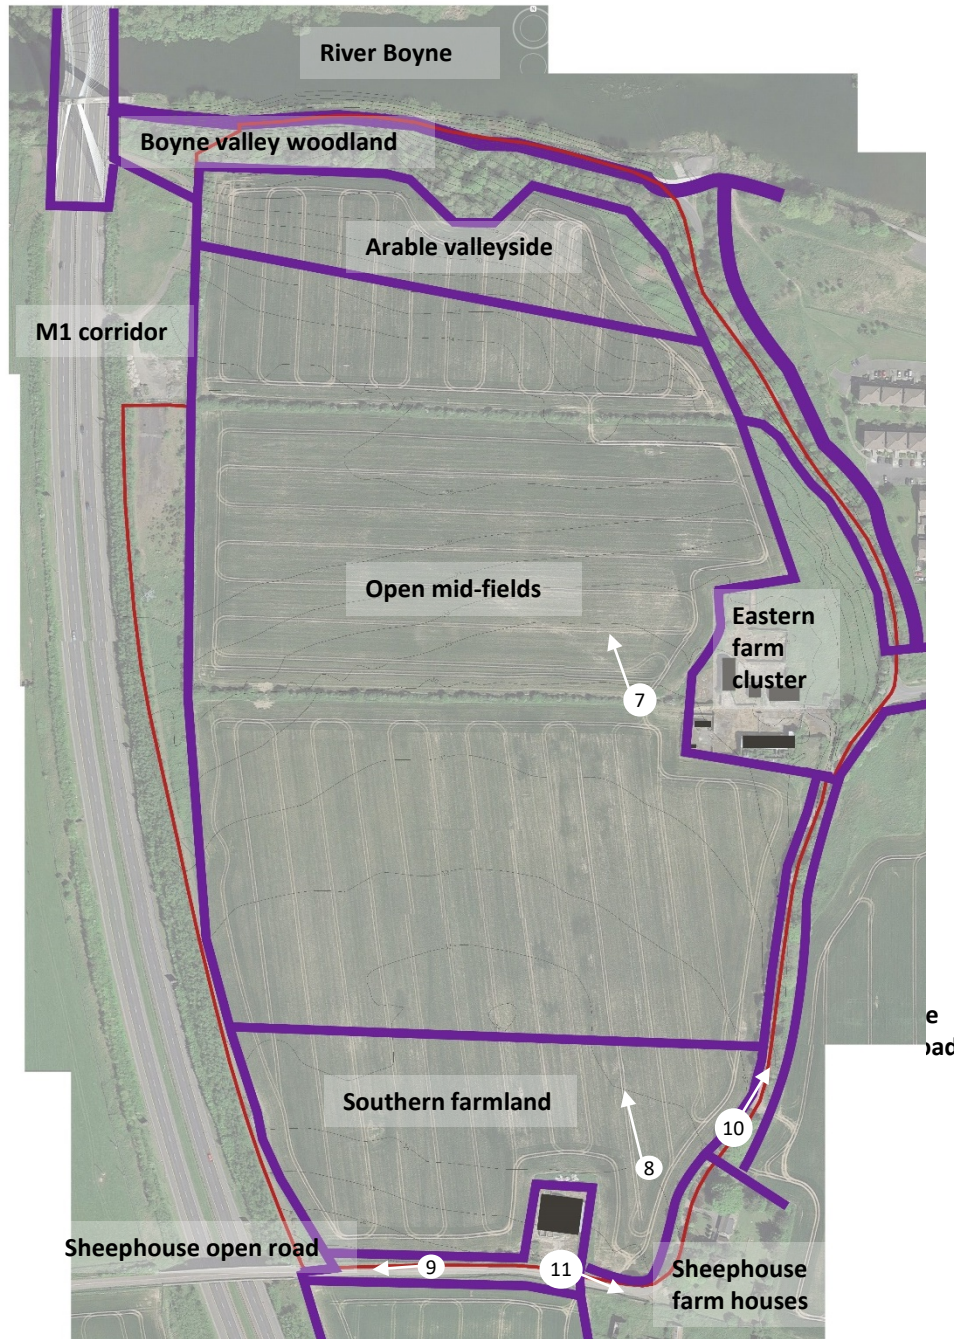 River Boyne
Boyne valley woodland
Arable valleyside
M1 corridor
Open mid-fields
Eastern
farm
cluster
7
e
oad
Southern farmland
10
8
Sheephouse open road
9
11
Sheephouse
farm houses